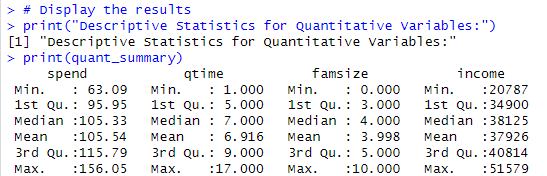 > # Display the results
> print("Descriptive Statistics for Quantitative Variables:")
[1] "Descriptive Statistics for Quantitative Variables:"
> print(quant_summary)
     spend            qtime           famsize           income
 Min.   : 63.09   Min.   : 1.000   Min.   : 0.000   Min.   :20787
 1st Qu.: 95.95   1st Qu.: 5.000   1st Qu.: 3.000   1st Qu.:34900
 Median :105.33   Median : 7.000   Median : 4.000   Median :38125
 Mean   :105.54   Mean   : 6.916   Mean   : 3.998   Mean   :37926
 3rd Qu.:115.79   3rd Qu.: 9.000   3rd Qu.: 5.000   3rd Qu.:40814
 Max.   :156.05   Max.   :17.000   Max.   :10.000   Max.   :51579